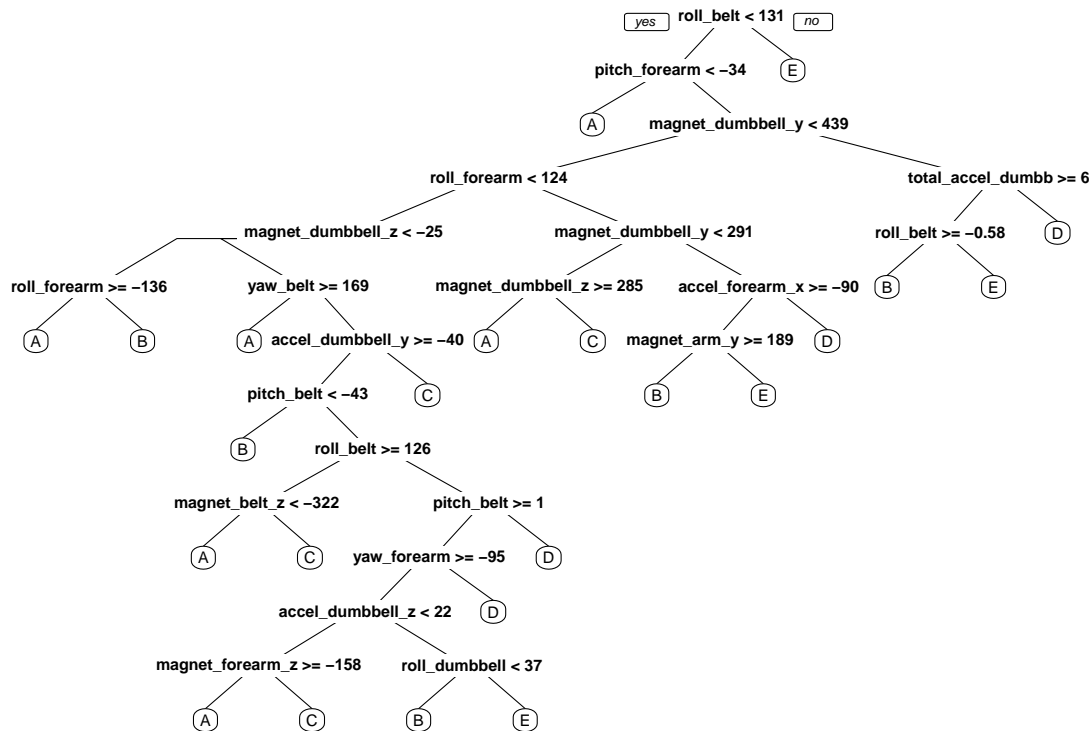 yes roll_belt < 131 no
pitch_forearm < −34 E
A magnet_dumbbell_y < 439
roll_forearm < 124 total_accel_dumbb >= 6
magnet_dumbbell_z < −25 magnet_dumbbell_y < 291 roll_belt >= −0.58 D
roll_forearm >= −136 yaw_belt >= 169 magnet_dumbbell_z >= 285 accel_forearm_x >= −90 B E
A B A accel_dumbbell_y >= −40 A C magnet_arm_y >= 189 D
pitch_belt < −43 C B E
B roll_belt >= 126
magnet_belt_z < −322 pitch_belt >= 1
A C yaw_forearm >= −95 D
accel_dumbbell_z < 22 D
magnet_forearm_z >= −158 roll_dumbbell < 37
A C B E